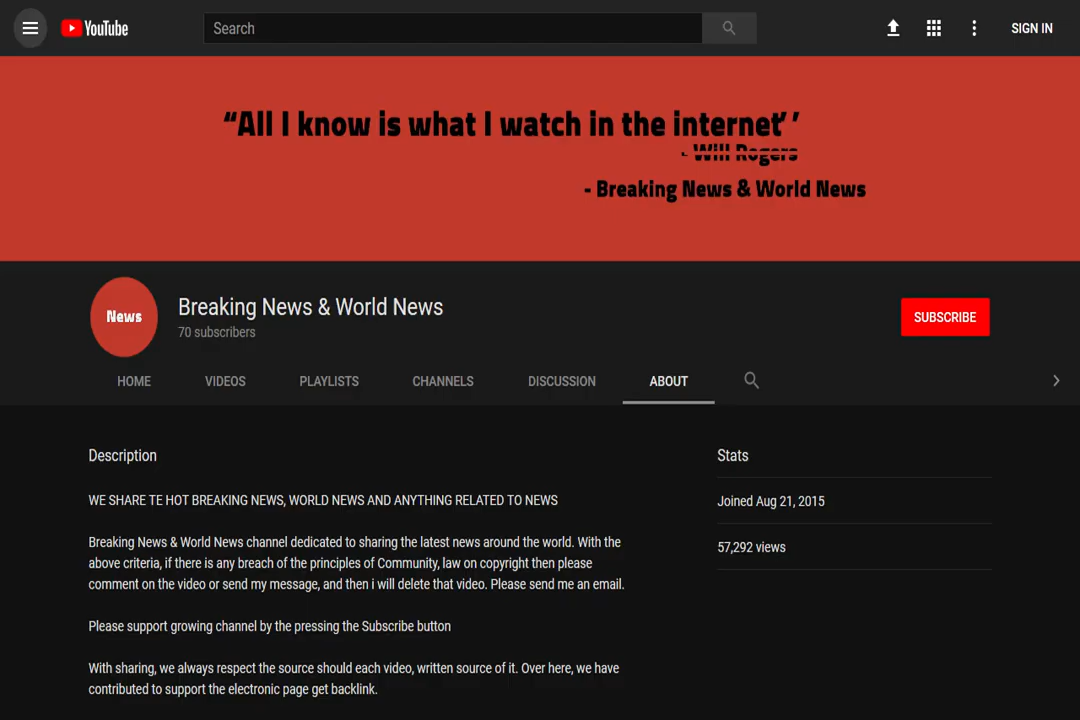 YouTube
Search
SIGN IN
“All I know is what I watch in the internet’’
- Will Rogers
- Breaking News & World News
News
Breaking News & World News
70 subscribers
SUBSCRIBE
HOME
VIDEOS
PLAYLISTS
CHANNELS
DISCUSSION
ABOUT
Description
WE SHARE TE HOT BREAKING NEWS, WORLD NEWS AND ANYTHING RELATED TO NEWS
Breaking News & World News channel dedicated to sharing the latest news around the world. With the
above criteria, if there is any breach of the principles of Community, law on copyright then please
comment on the video or send my message, and then i will delete that video. Please send me an email.
Please support growing channel by the pressing the Subscribe button
With sharing, we always respect the source should each video, written source of it. Over here, we have
contributed to support the electronic page get backlink.
Stats
Joined Aug 21, 2015
57,292 views